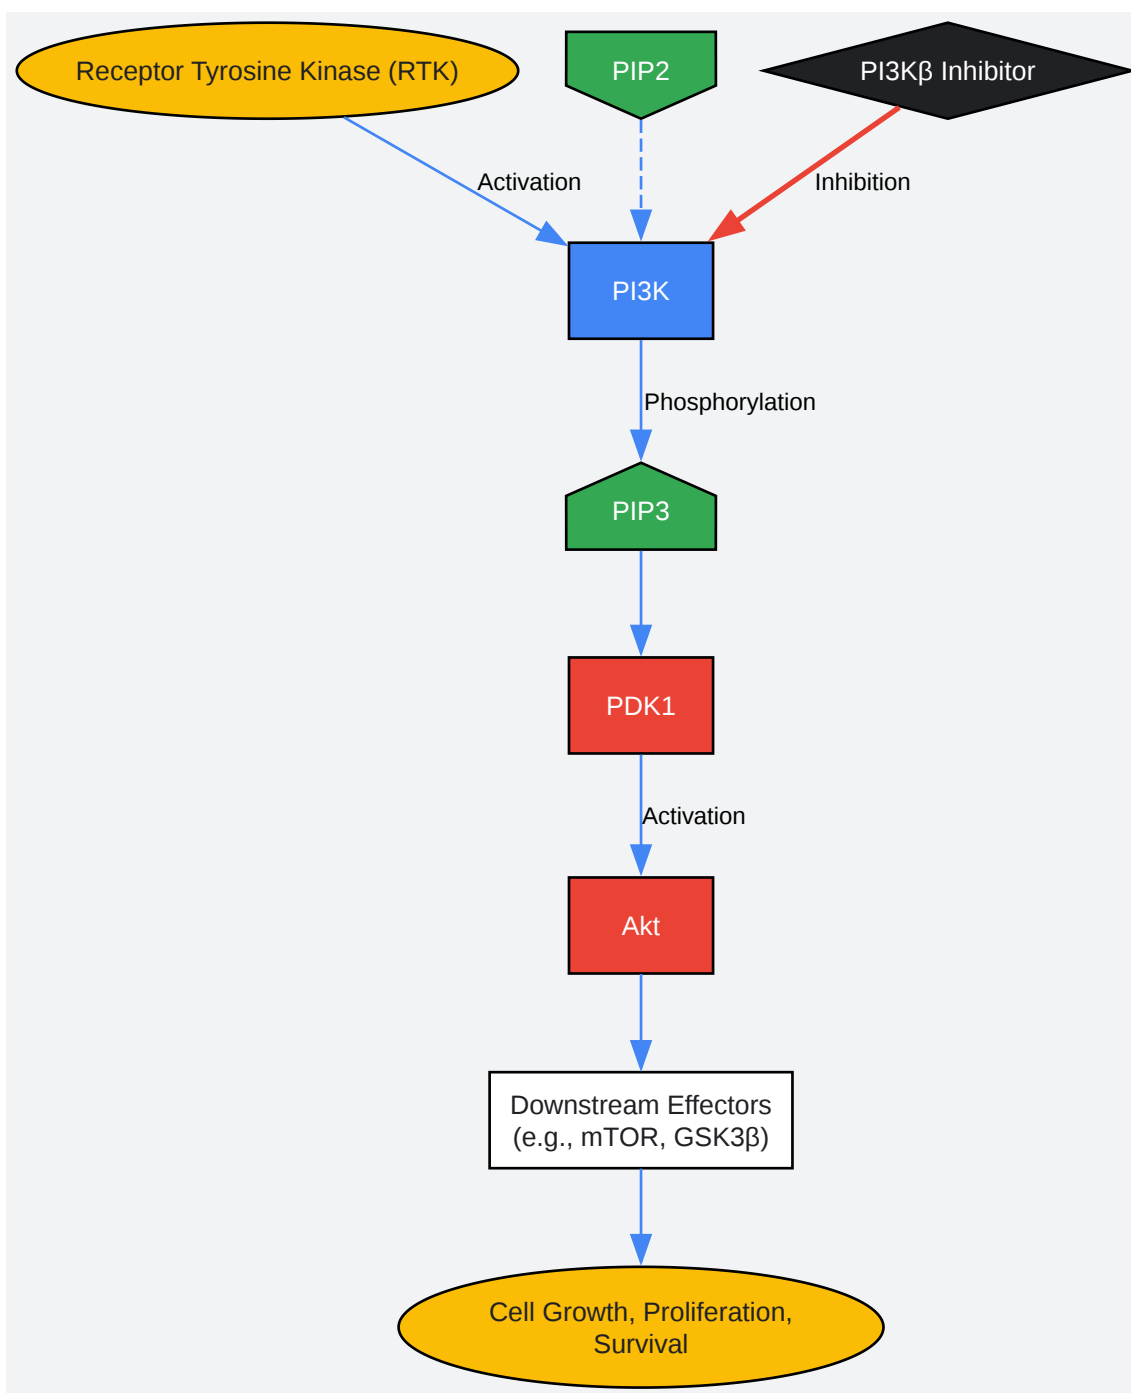 Receptor Tyrosine Kinase (RTK)
PIP2
PI3Kβ Inhibitor
Activation
Inhibition
PI3K
Phosphorylation
PIP3
PDK1
Activation
Akt
Downstream Effectors
(e.g., mTOR, GSK3β)
Cell Growth, Proliferation,
Survival